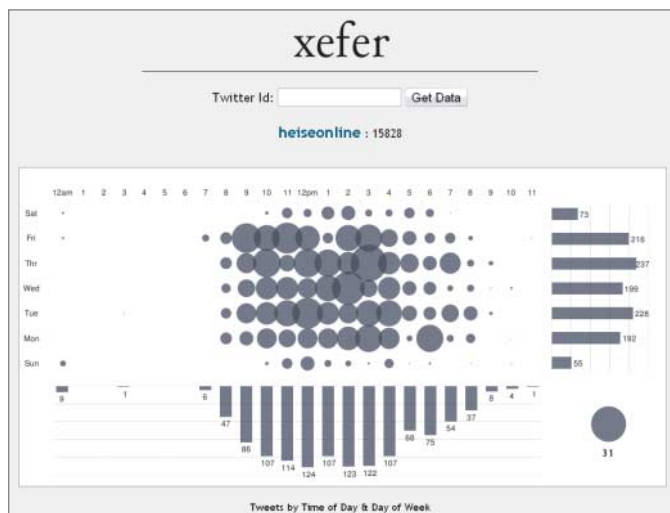 xefer
Twitter Id: Get Data
heiseonline : 15828
12am 1 2 3 4 5 6 7 8 9 10 11 12pm 1 2 3 4 5 6 7 8 9 10 11
Sat 73
Fri 216
Thr 237
Wed 199
Tue 228
Mon 192
Sun 55
9 1 6 47 86 107 114 124 107 123 122 107 68 75 54 37 8 4 1
31
Tweets by Time of Day & Day of Week